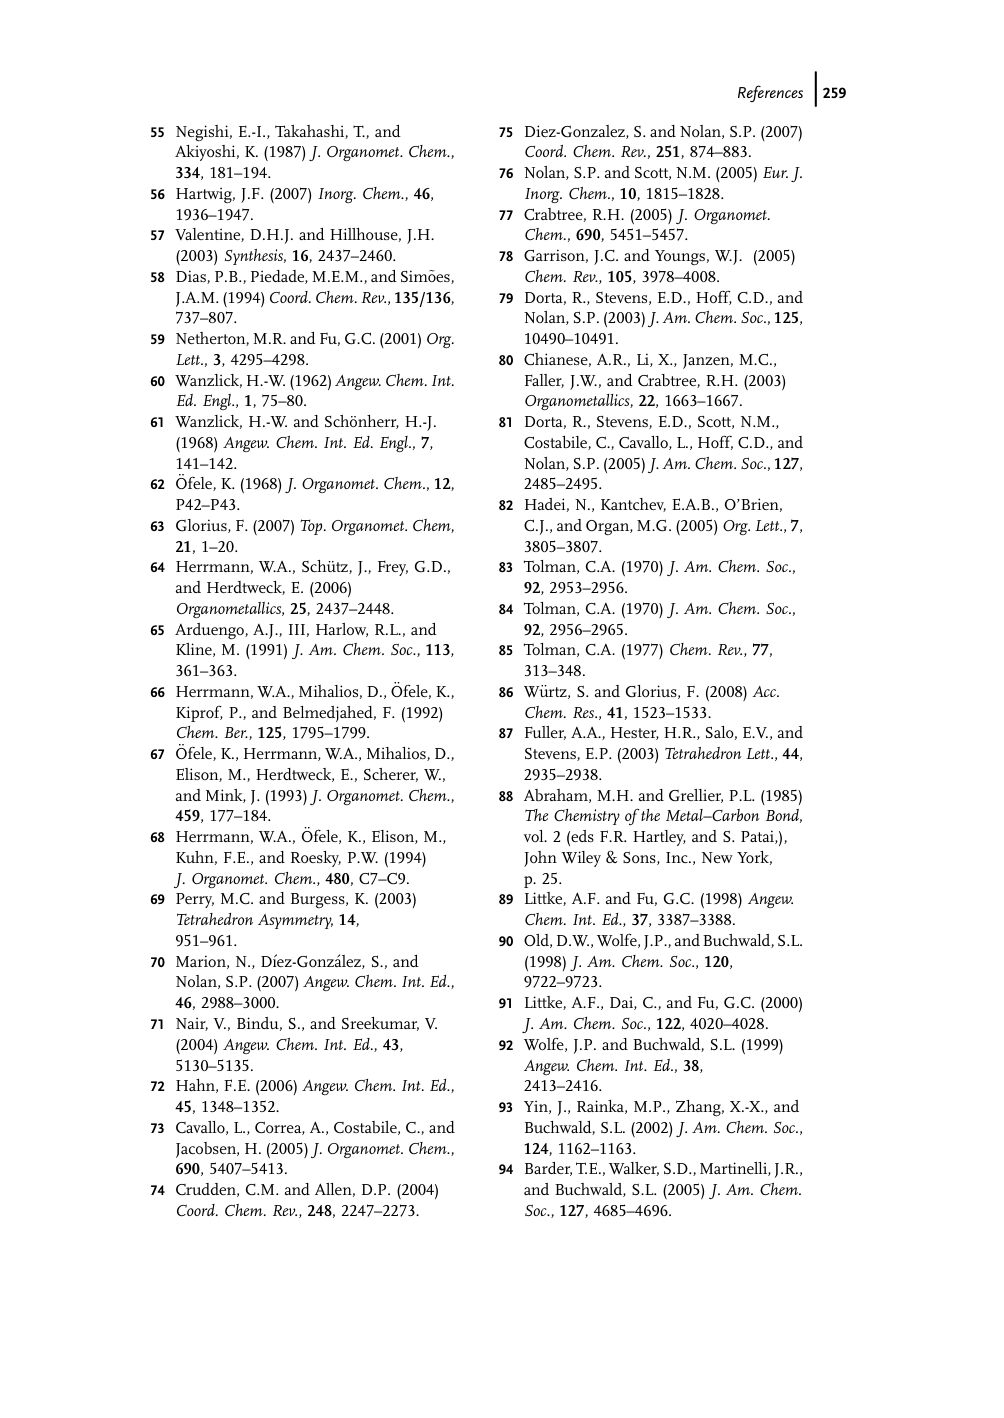 References 259
55 Negishi, E.-I., Takahashi, T., and
Akiyoshi, K. (1987) J. Organomet. Chem.,
334, 181–194.
56 Hartwig, J.F. (2007) Inorg. Chem., 46,
1936–1947.
57 Valentine, D.H.J. and Hillhouse, J.H.
(2003) Synthesis, 16, 2437–2460.
58 Dias, P.B., Piedade, M.E.M., and Simões,
J.A.M. (1994) Coord. Chem. Rev., 135/136,
737–807.
59 Netherton, M.R. and Fu, G.C. (2001) Org.
Lett., 3, 4295–4298.
60 Wanzlick, H.-W. (1962) Angew. Chem. Int.
Ed. Engl., 1, 75–80.
61 Wanzlick, H.-W. and Schönherr, H.-J.
(1968) Angew. Chem. Int. Ed. Engl., 7,
141–142.
62 Öfele, K. (1968) J. Organomet. Chem., 12,
P42–P43.
63 Glorius, F. (2007) Top. Organomet. Chem,
21, 1–20.
64 Herrmann, W.A., Schütz, J., Frey, G.D.,
and Herdtweck, E. (2006)
Organometallics, 25, 2437–2448.
65 Arduengo, A.J., III, Harlow, R.L., and
Kline, M. (1991) J. Am. Chem. Soc., 113,
361–363.
66 Herrmann, W.A., Mihalios, D., Öfele, K.,
Kiprof, P., and Belmedjahed, F. (1992)
Chem. Ber., 125, 1795–1799.
67 Öfele, K., Herrmann, W.A., Mihalios, D.,
Elison, M., Herdtweck, E., Scherer, W.,
and Mink, J. (1993) J. Organomet. Chem.,
459, 177–184.
68 Herrmann, W.A., Öfele, K., Elison, M.,
Kuhn, F.E., and Roesky, P.W. (1994)
J. Organomet. Chem., 480, C7–C9.
69 Perry, M.C. and Burgess, K. (2003)
Tetrahedron Asymmetry, 14,
951–961.
70 Marion, N., Díez-González, S., and
Nolan, S.P. (2007) Angew. Chem. Int. Ed.,
46, 2988–3000.
71 Nair, V., Bindu, S., and Sreekumar, V.
(2004) Angew. Chem. Int. Ed., 43,
5130–5135.
72 Hahn, F.E. (2006) Angew. Chem. Int. Ed.,
45, 1348–1352.
73 Cavallo, L., Correa, A., Costabile, C., and
Jacobsen, H. (2005) J. Organomet. Chem.,
690, 5407–5413.
74 Crudden, C.M. and Allen, D.P. (2004)
Coord. Chem. Rev., 248, 2247–2273.
75 Diez-Gonzalez, S. and Nolan, S.P. (2007)
Coord. Chem. Rev., 251, 874–883.
76 Nolan, S.P. and Scott, N.M. (2005) Eur. J.
Inorg. Chem., 10, 1815–1828.
77 Crabtree, R.H. (2005) J. Organomet.
Chem., 690, 5451–5457.
78 Garrison, J.C. and Youngs, W.J. (2005)
Chem. Rev., 105, 3978–4008.
79 Dorta, R., Stevens, E.D., Hoff, C.D., and
Nolan, S.P. (2003) J. Am. Chem. Soc., 125,
10490–10491.
80 Chianese, A.R., Li, X., Janzen, M.C.,
Faller, J.W., and Crabtree, R.H. (2003)
Organometallics, 22, 1663–1667.
81 Dorta, R., Stevens, E.D., Scott, N.M.,
Costabile, C., Cavallo, L., Hoff, C.D., and
Nolan, S.P. (2005) J. Am. Chem. Soc., 127,
2485–2495.
82 Hadei, N., Kantchev, E.A.B., O’Brien,
C.J., and Organ, M.G. (2005) Org. Lett., 7,
3805–3807.
83 Tolman, C.A. (1970) J. Am. Chem. Soc.,
92, 2953–2956.
84 Tolman, C.A. (1970) J. Am. Chem. Soc.,
92, 2956–2965.
85 Tolman, C.A. (1977) Chem. Rev., 77,
313–348.
86 Würtz, S. and Glorius, F. (2008) Acc.
Chem. Res., 41, 1523–1533.
87 Fuller, A.A., Hester, H.R., Salo, E.V., and
Stevens, E.P. (2003) Tetrahedron Lett., 44,
2935–2938.
88 Abraham, M.H. and Grellier, P.L. (1985)
The Chemistry of the Metal–Carbon Bond,
vol. 2 (eds F.R. Hartley, and S. Patai,),
John Wiley & Sons, Inc., New York,
p. 25.
89 Littke, A.F. and Fu, G.C. (1998) Angew.
Chem. Int. Ed., 37, 3387–3388.
90 Old, D.W., Wolfe, J.P., and Buchwald, S.L.
(1998) J. Am. Chem. Soc., 120,
9722–9723.
91 Littke, A.F., Dai, C., and Fu, G.C. (2000)
J. Am. Chem. Soc., 122, 4020–4028.
92 Wolfe, J.P. and Buchwald, S.L. (1999)
Angew. Chem. Int. Ed., 38,
2413–2416.
93 Yin, J., Rainka, M.P., Zhang, X.-X., and
Buchwald, S.L. (2002) J. Am. Chem. Soc.,
124, 1162–1163.
94 Barder, T.E., Walker, S.D., Martinelli, J.R.,
and Buchwald, S.L. (2005) J. Am. Chem.
Soc., 127, 4685–4696.